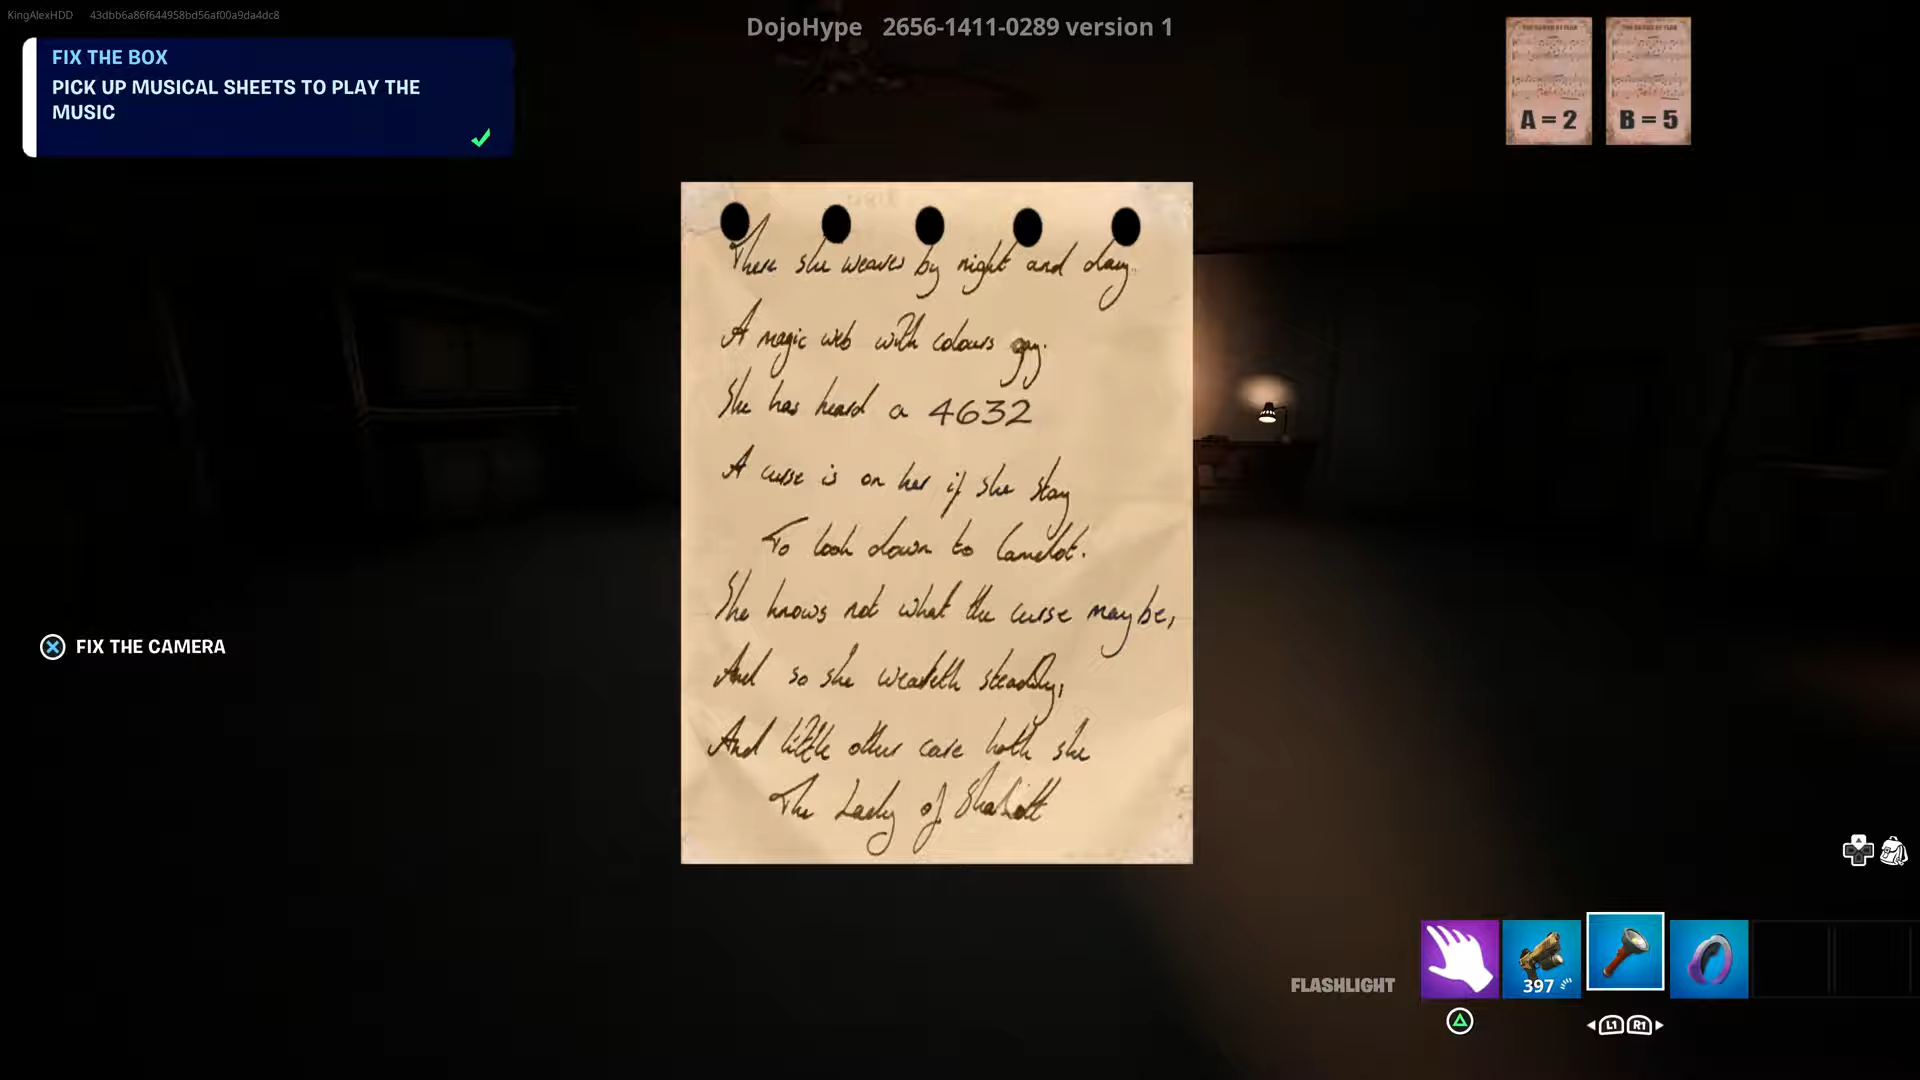 KingAlexHDD 43dbb6a86f644958bd56af00a9da4dc8
DojoHype 2656-1411-0289 version 1
FIX THE BOX
PICK UP MUSICAL SHEETS TO PLAY THE
MUSIC
A = 2
B = 5
There she weaves by night and day
A magic web with colours gay.
She has heard a 4632
A curse is on her if she stay
To look down to Camelot.
She knows not what the curse maybe,
And so she weaveth steadily,
And little other care hath she
The Lady of Shalott
FIX THE CAMERA
397
FLASHLIGHT
L1 R1